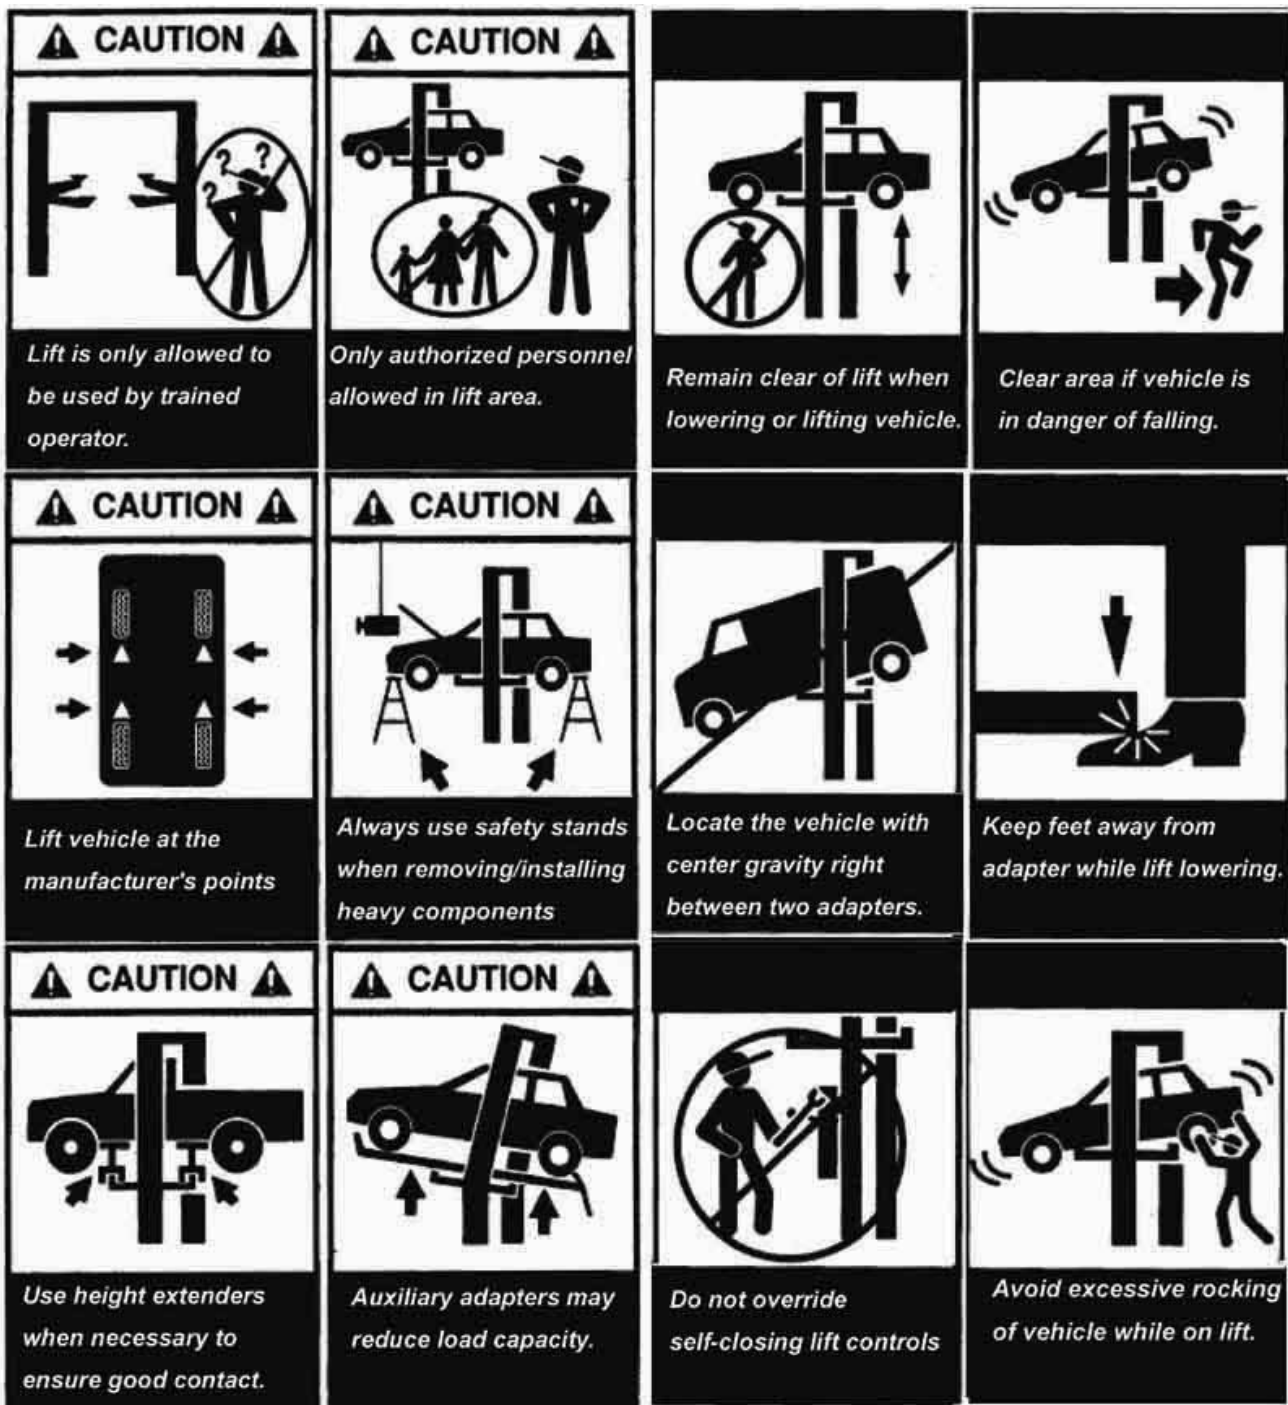 CAUTION
Lift is only allowed to
be used by trained
operator.
CAUTION
Only authorized personnel
allowed in lift area.
Remain clear of lift when
lowering or lifting vehicle.
Clear area if vehicle is
in danger of falling.
CAUTION
Lift vehicle at the
manufacturer's points
CAUTION
Always use safety stands
when removing/installing
heavy components
Locate the vehicle with
center gravity right
between two adapters.
Keep feet away from
adapter while lift lowering.
CAUTION
Use height extenders
when necessary to
ensure good contact.
CAUTION
Auxiliary adapters may
reduce load capacity.
Do not override
self-closing lift controls
Avoid excessive rocking
of vehicle while on lift.
? ? ?